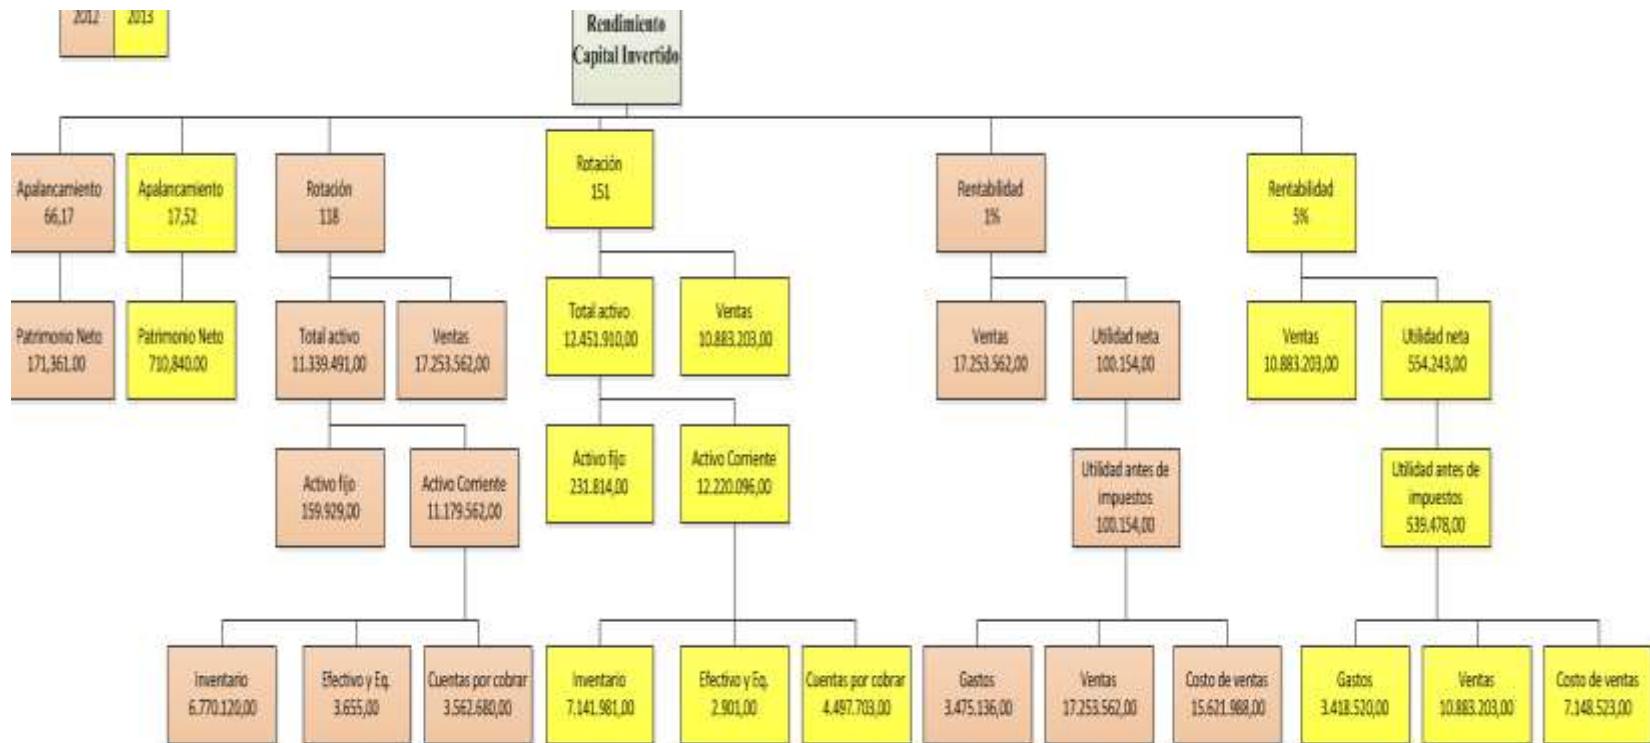 2012 2013
Rendimiento
Capital Invertido
Apalancamiento
66,17
Apalancamiento
17,52
Rotación
118
Rotación
151
Rentabilidad
1%
Rentabilidad
5%
Patrimonio Neto
171,361.00
Patrimonio Neto
710,840.00
Total activo
11.339.491,00
Ventas
17.253.562,00
Total activo
12.451.910,00
Ventas
10.883.203,00
Ventas
17.253.562,00
Utilidad neta
100.154,00
Ventas
10.883.203,00
Utilidad neta
554.243,00
Activo fijo
159.929,00
Activo Corriente
11.179.562,00
Activo fijo
231.814,00
Activo Corriente
12.220.096,00
Utilidad antes de
impuestos
100.154,00
Utilidad antes de
impuestos
539.478,00
Inventario
6.770.120,00
Efectivo y Eq.
3.655,00
Cuentas por cobrar
3.562.680,00
Inventario
7.141.981,00
Efectivo y Eq.
2.901,00
Cuentas por cobrar
4.497.703,00
Gastos
3.475.136,00
Ventas
17.253.562,00
Costo de ventas
15.621.988,00
Gastos
3.418.520,00
Ventas
10.883.203,00
Costo de ventas
7.148.523,00